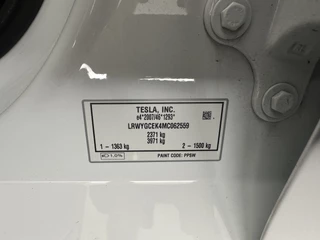 TESLA, INC.
e4*2007/46*1293*
LRWYGCEK4MC062559
2371 kg
3971 kg
1 - 1363 kg 2 - 1500 kg
PAINT CODE: PPSW